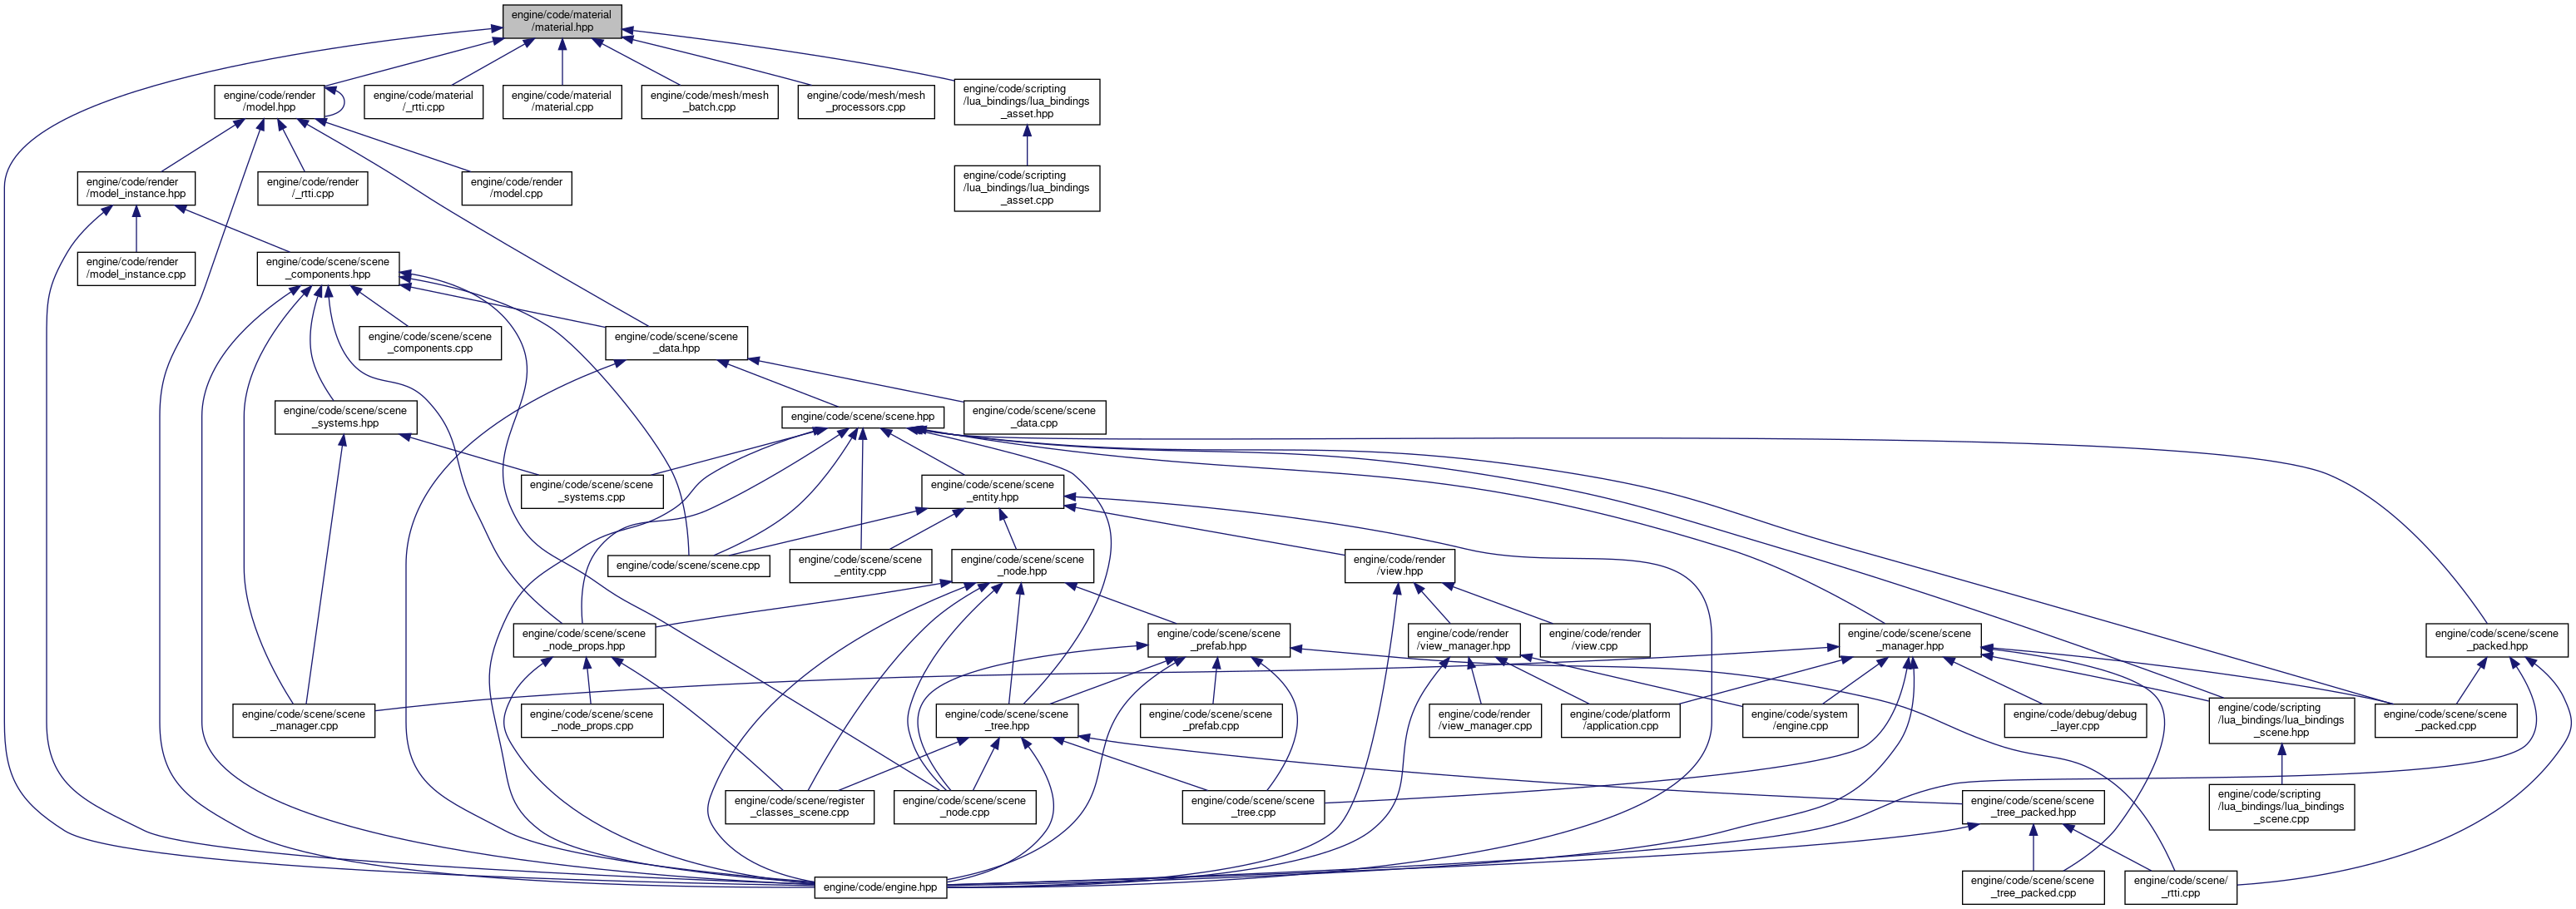 engine/code/material
/material.hpp
engine/code/render
/model.hpp
engine/code/material
/_rtti.cpp
engine/code/material
/material.cpp
engine/code/mesh/mesh
_batch.cpp
engine/code/mesh/mesh
_processors.cpp
engine/code/scripting
/lua_bindings/lua_bindings
_asset.hpp
engine/code/render
/model_instance.hpp
engine/code/render
/_rtti.cpp
engine/code/render
/model.cpp
engine/code/scripting
/lua_bindings/lua_bindings
_asset.cpp
engine/code/render
/model_instance.cpp
engine/code/scene/scene
_components.hpp
engine/code/scene/scene
_components.cpp
engine/code/scene/scene
_data.hpp
engine/code/scene/scene
_systems.hpp
engine/code/scene/scene.hpp
engine/code/scene/scene
_data.cpp
engine/code/scene/scene
_systems.cpp
engine/code/scene/scene
_entity.hpp
engine/code/scene/scene.cpp
engine/code/scene/scene
_entity.cpp
engine/code/scene/scene
_node.hpp
engine/code/render
/view.hpp
engine/code/scene/scene
_node_props.hpp
engine/code/scene/scene
_prefab.hpp
engine/code/render
/view_manager.hpp
engine/code/render
/view.cpp
engine/code/scene/scene
_manager.hpp
engine/code/scene/scene
_packed.hpp
engine/code/scene/scene
_manager.cpp
engine/code/scene/scene
_node_props.cpp
engine/code/scene/scene
_tree.hpp
engine/code/scene/scene
_prefab.cpp
engine/code/render
/view_manager.cpp
engine/code/platform
/application.cpp
engine/code/system
/engine.cpp
engine/code/debug/debug
_layer.cpp
engine/code/scripting
/lua_bindings/lua_bindings
_scene.hpp
engine/code/scene/scene
_packed.cpp
engine/code/scene/register
_classes_scene.cpp
engine/code/scene/scene
_node.cpp
engine/code/scene/scene
_tree.cpp
engine/code/scene/scene
_tree_packed.hpp
engine/code/scripting
/lua_bindings/lua_bindings
_scene.cpp
engine/code/engine.hpp
engine/code/scene/scene
_tree_packed.cpp
engine/code/scene/
_rtti.cpp